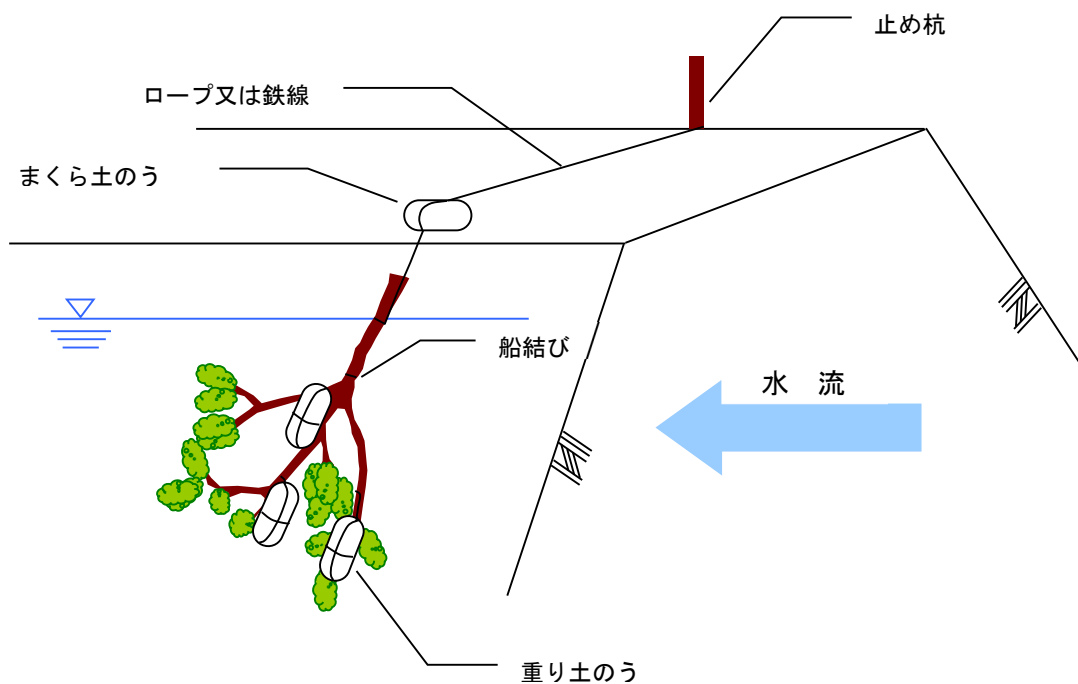 止め杭
ロープ又は鉄線
まくら土のう
船結び
水 流
重り土のう